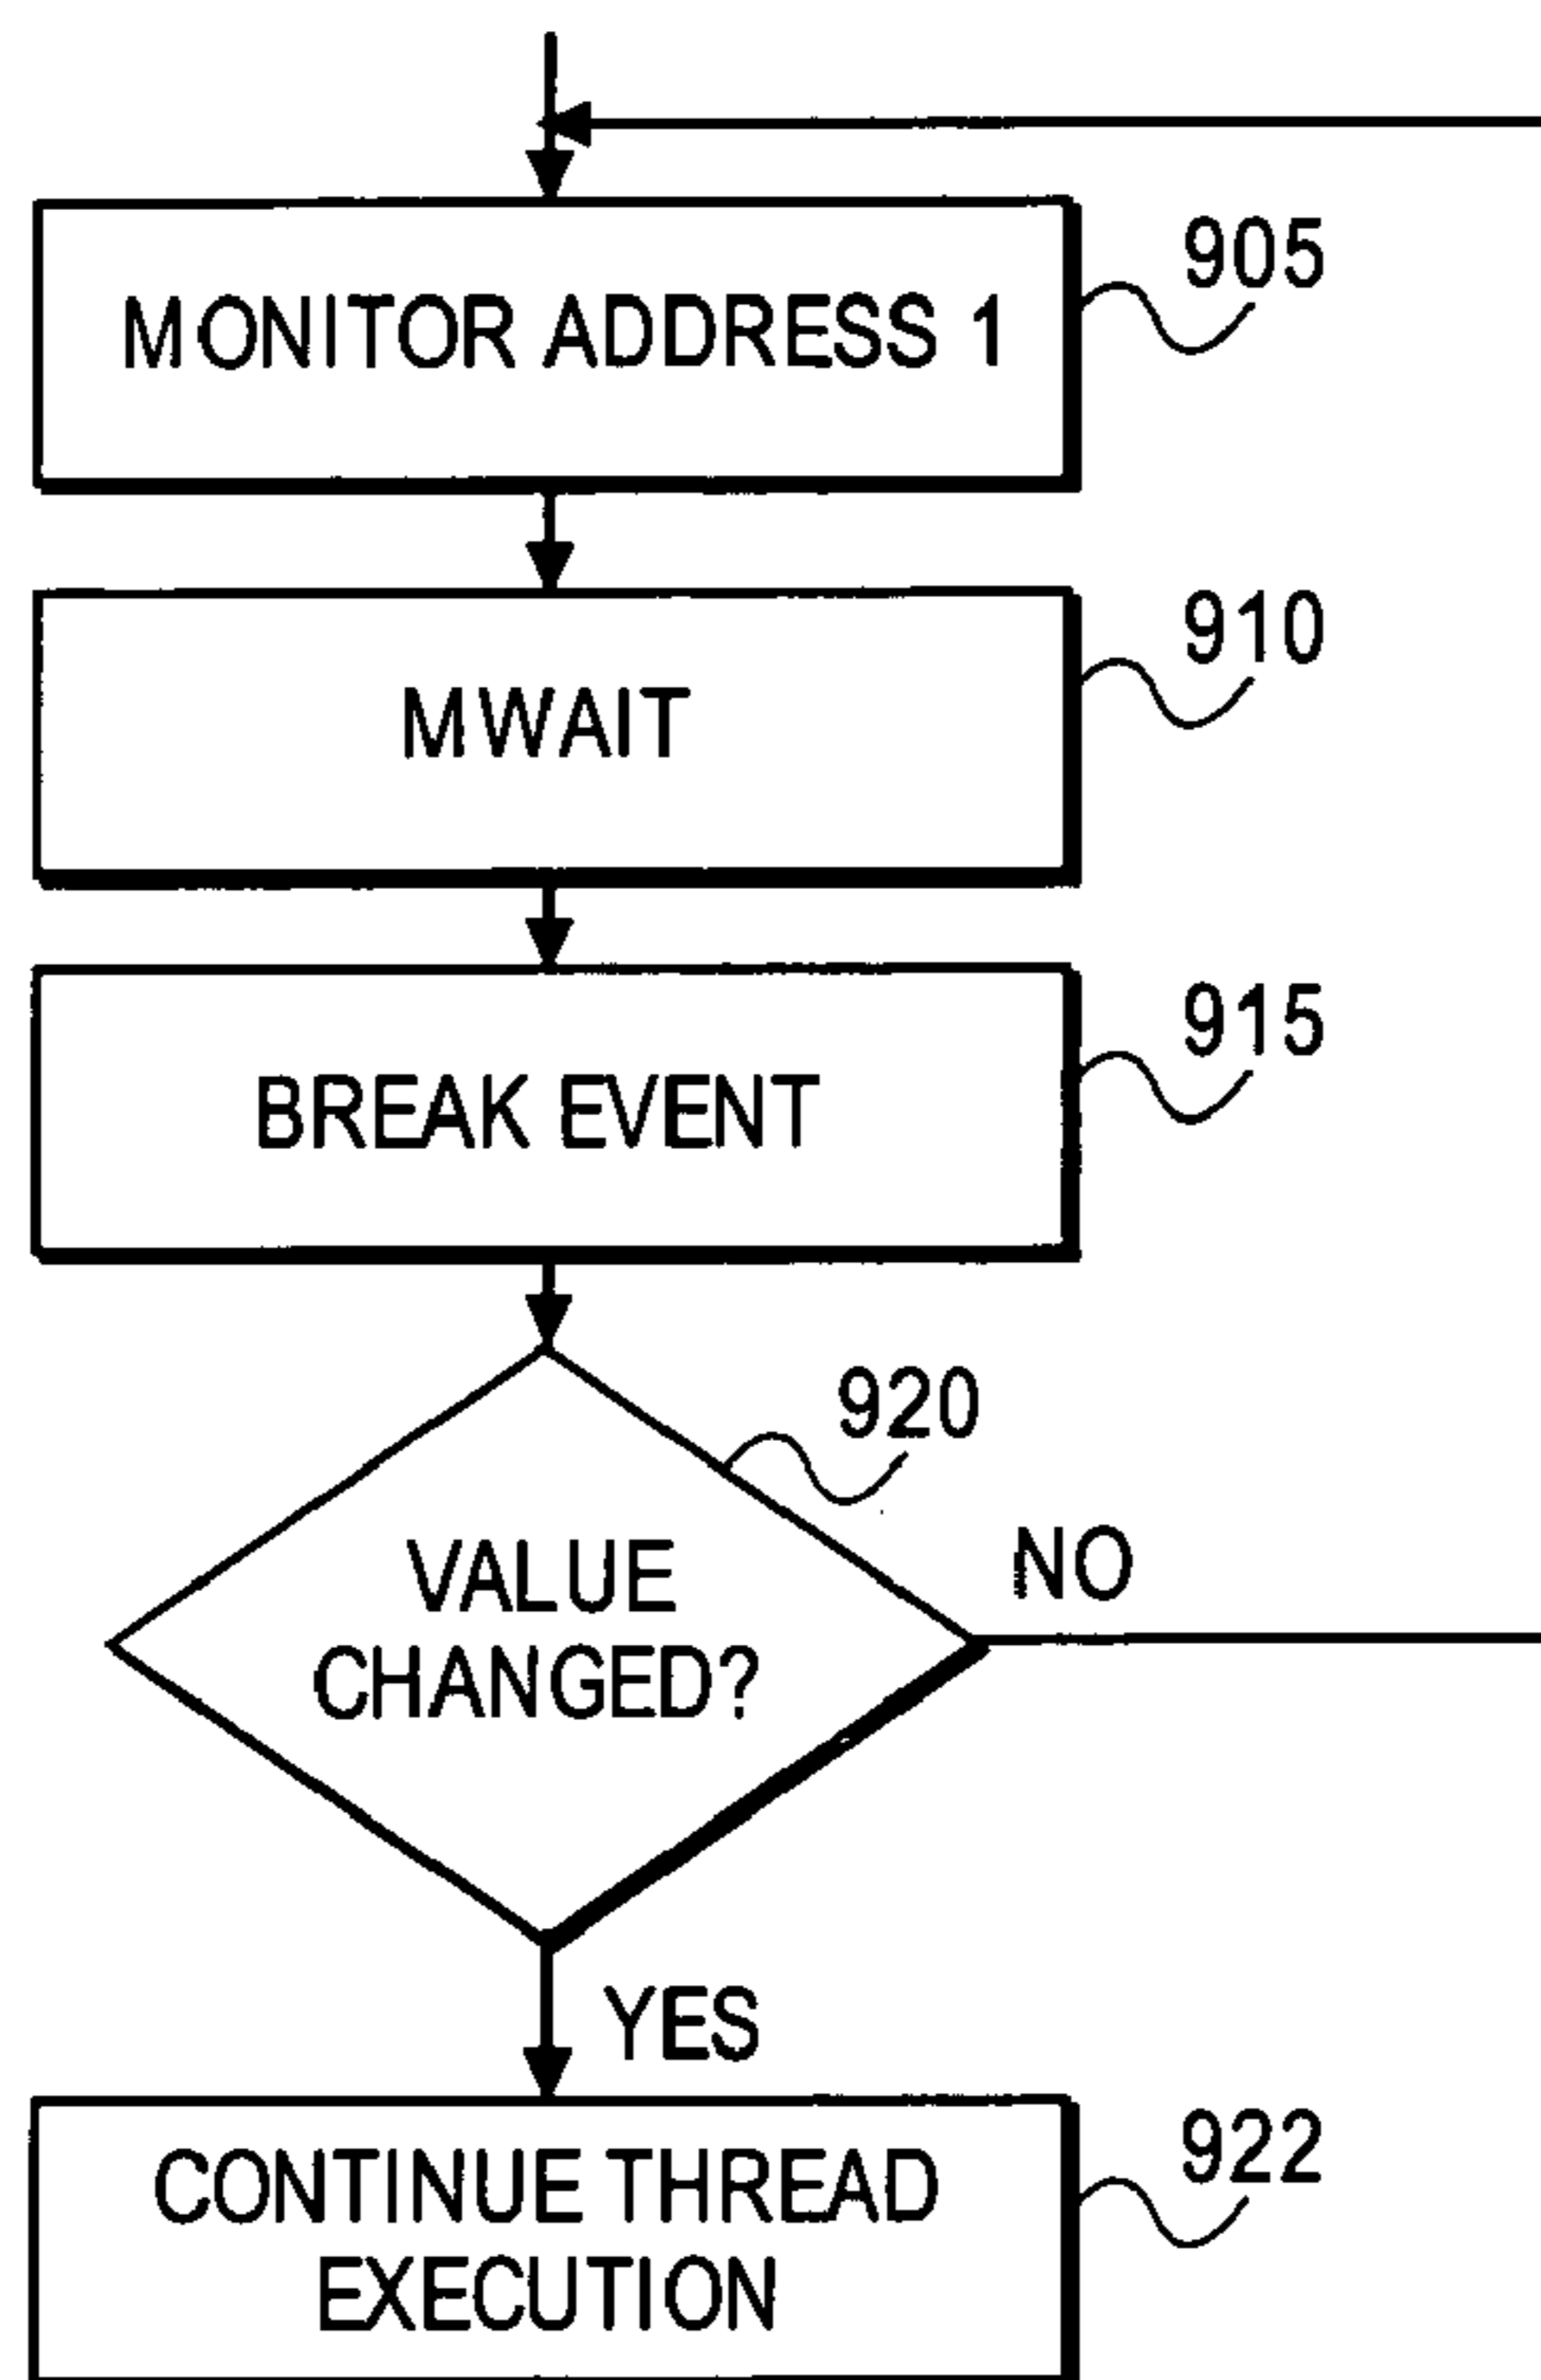 MONITOR ADDRESS 1
905
MWAIT
910
BREAK EVENT
915
920
VALUE
CHANGED?
NO
YES
CONTINUE THREAD
EXECUTION
922